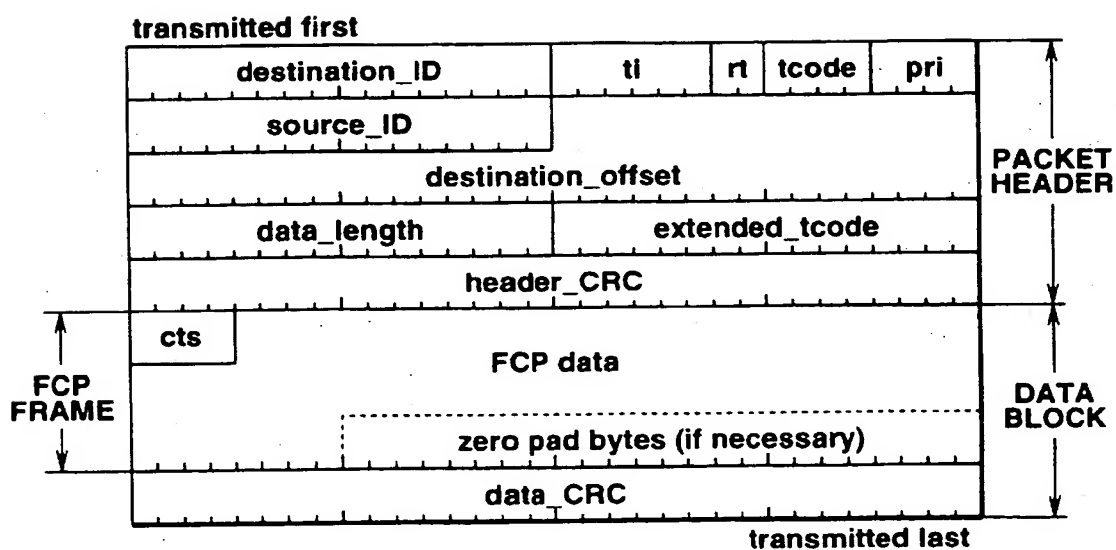 transmitted first
destination_ID tl rt tcode pri
source_ID
destination_offset
PACKET
HEADER
data_length extended_tcode
header_CRC
cts
FCP data
FCP
FRAME
DATA
BLOCK
zero pad bytes (if necessary)
data_CRC
transmitted last